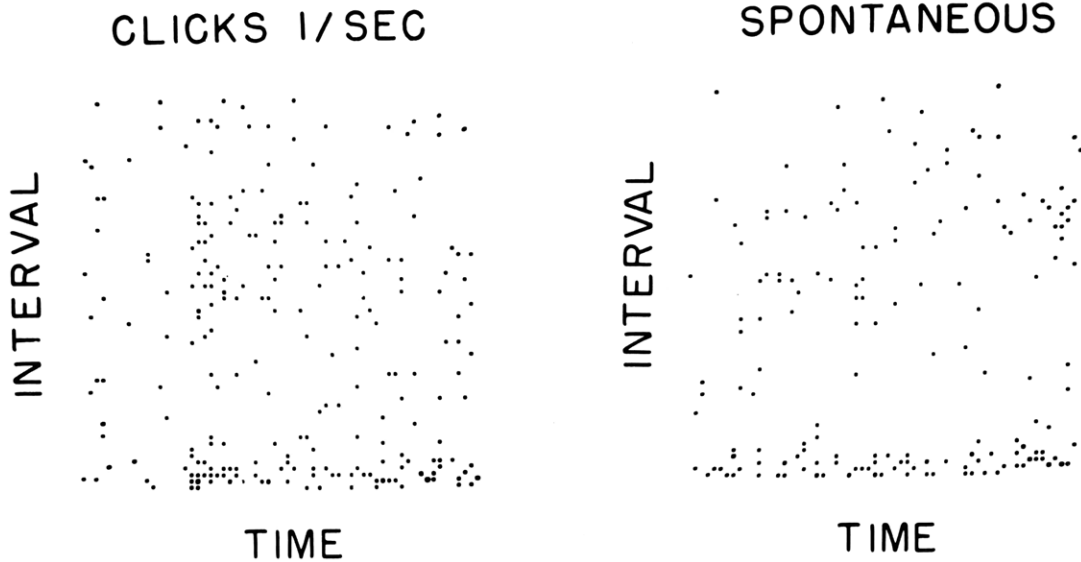 CLICKS 1/SEC
INTERVAL
TIME
SPONTANEOUS
INTERVAL
TIME